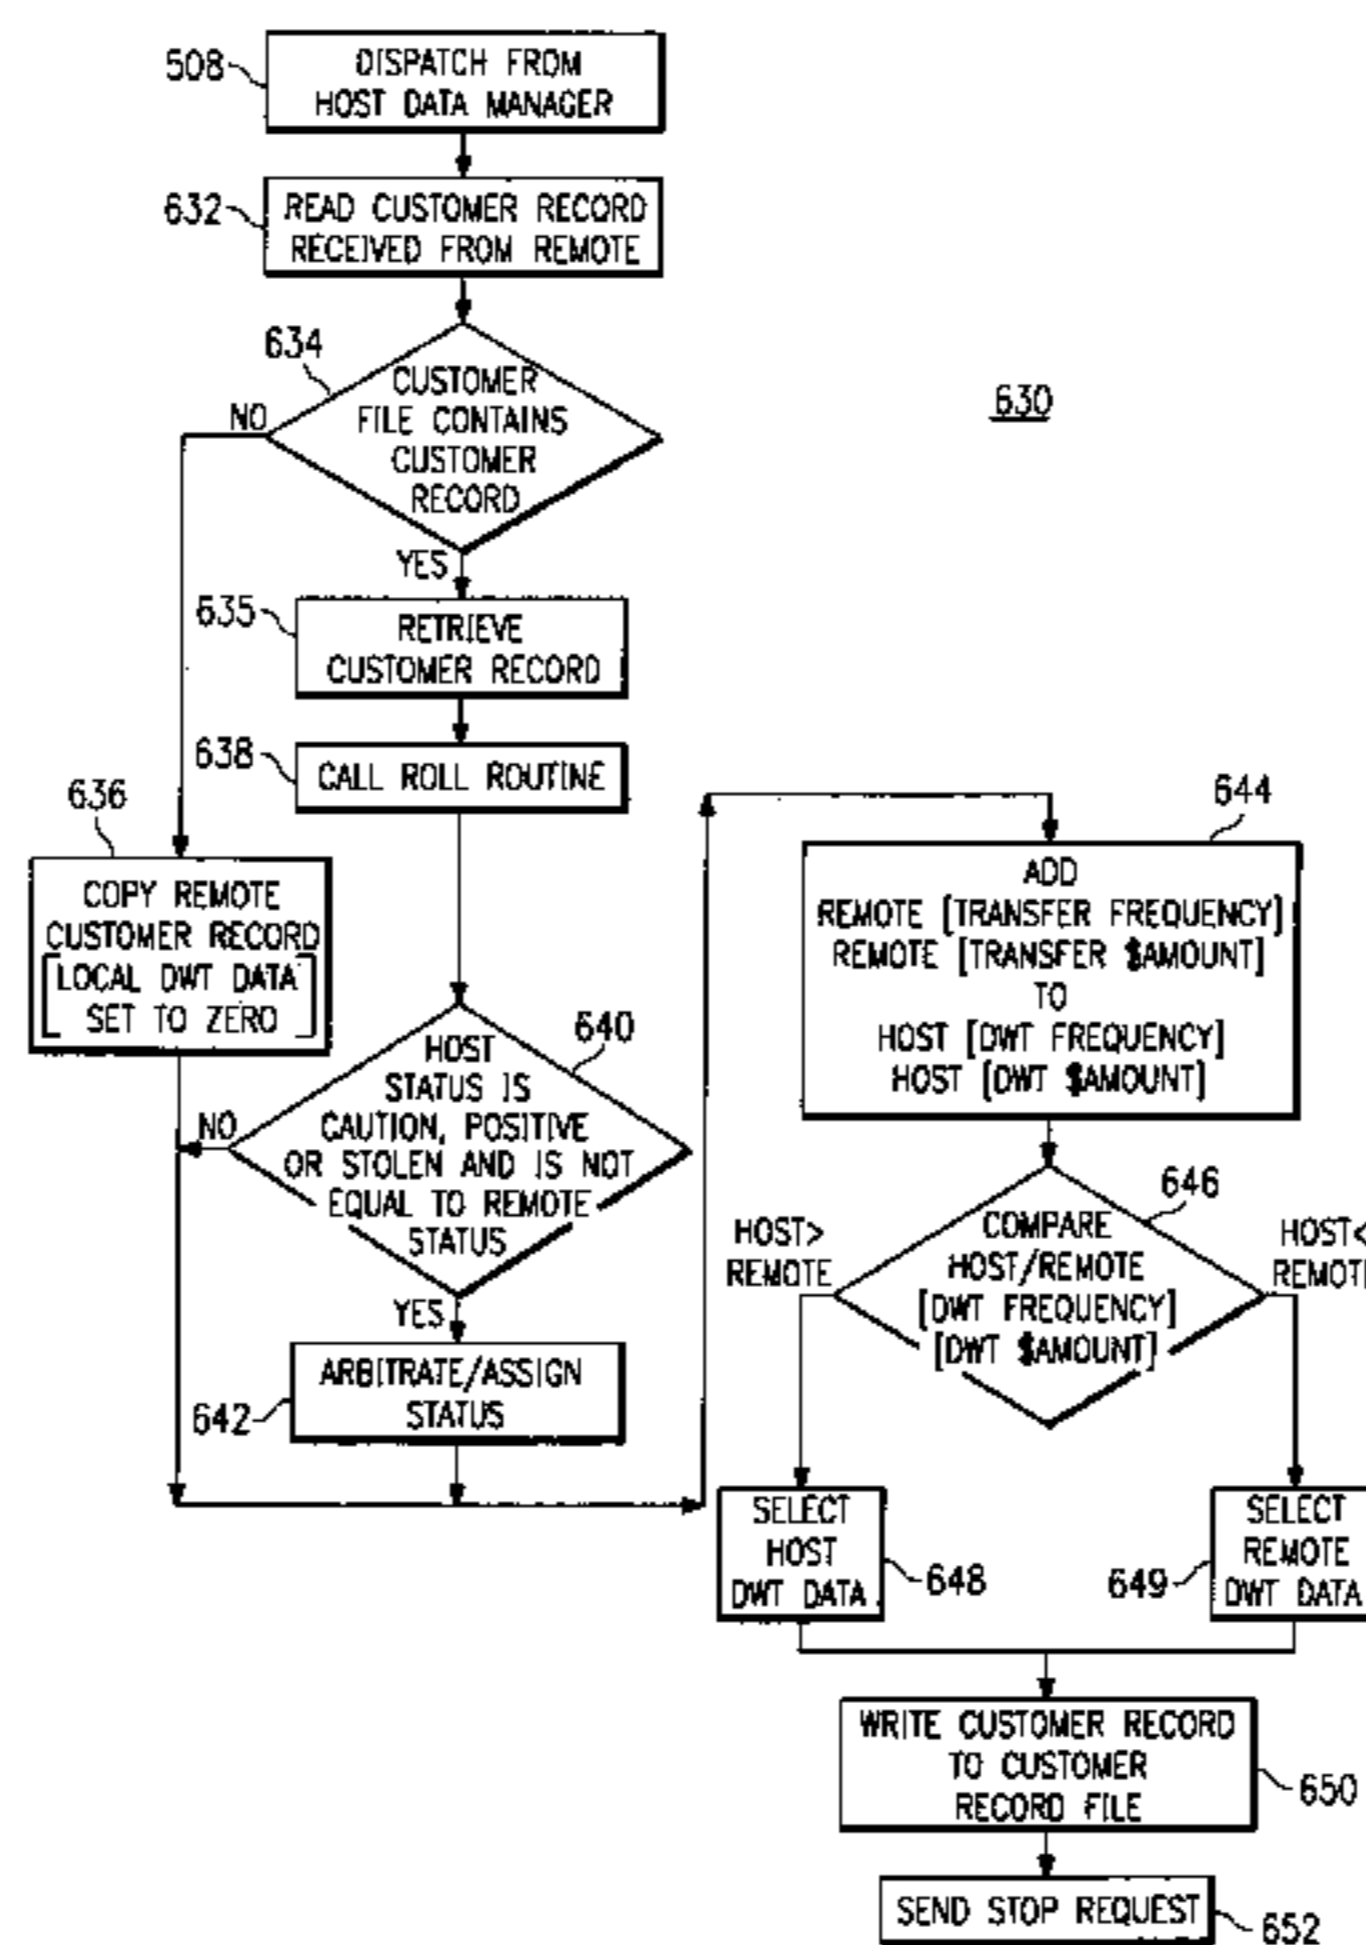 508
DISPATCH FROM
HOST DATA MANAGER
632
READ CUSTOMER RECORD
RECEIVED FROM REMOTE
634
CUSTOMER
FILE CONTAINS
CUSTOMER
RECORD
NO
YES
630
635
RETRIEVE
CUSTOMER RECORD
638
CALL ROLL ROUTINE
636
COPY REMOTE
CUSTOMER RECORD
[LOCAL DWT DATA
SET TO ZERO]
640
HOST
STATUS IS
CAUTION, POSITIVE
OR STOLEN AND IS NOT
EQUAL TO REMOTE
STATUS
NO
YES
642
ARBITRATE/ASSIGN
STATUS
644
ADD
REMOTE [TRANSFER FREQUENCY]
REMOTE [TRANSFER $AMOUNT]
TO
HOST [DWT FREQUENCY]
HOST [DWT $AMOUNT]
646
COMPARE
HOST/REMOTE
[DWT FREQUENCY]
[DWT $AMOUNT]
HOST>
REMOTE
HOST<
REMOTE
SELECT
HOST
DWT DATA
648
649
SELECT
REMOTE
DWT DATA
WRITE CUSTOMER RECORD
TO CUSTOMER
RECORD FILE
650
SEND STOP REQUEST
652